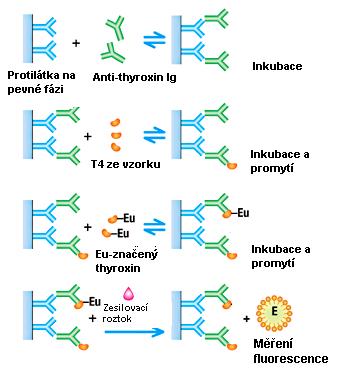 Protilátka na
pevné fázi
+
Anti-thyroxin Ig
Inkubace
+
T4 ze vzorku
Inkubace a
promytí
+
Eu
Eu
Eu-značený
thyroxin
Eu
Inkubace a
promytí
Eu
+
Zesilovací
roztok
+
E
Měření
fluorescence